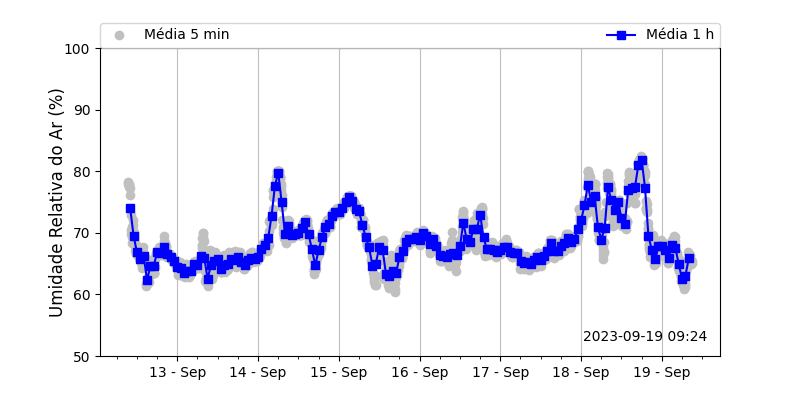 Média 5 min
Média 1 h
Umidade Relativa do Ar (%)
100
90
80
70
60
50
2023-09-19 09:24
13 - Sep
14 - Sep
15 - Sep
16 - Sep
17 - Sep
18 - Sep
19 - Sep